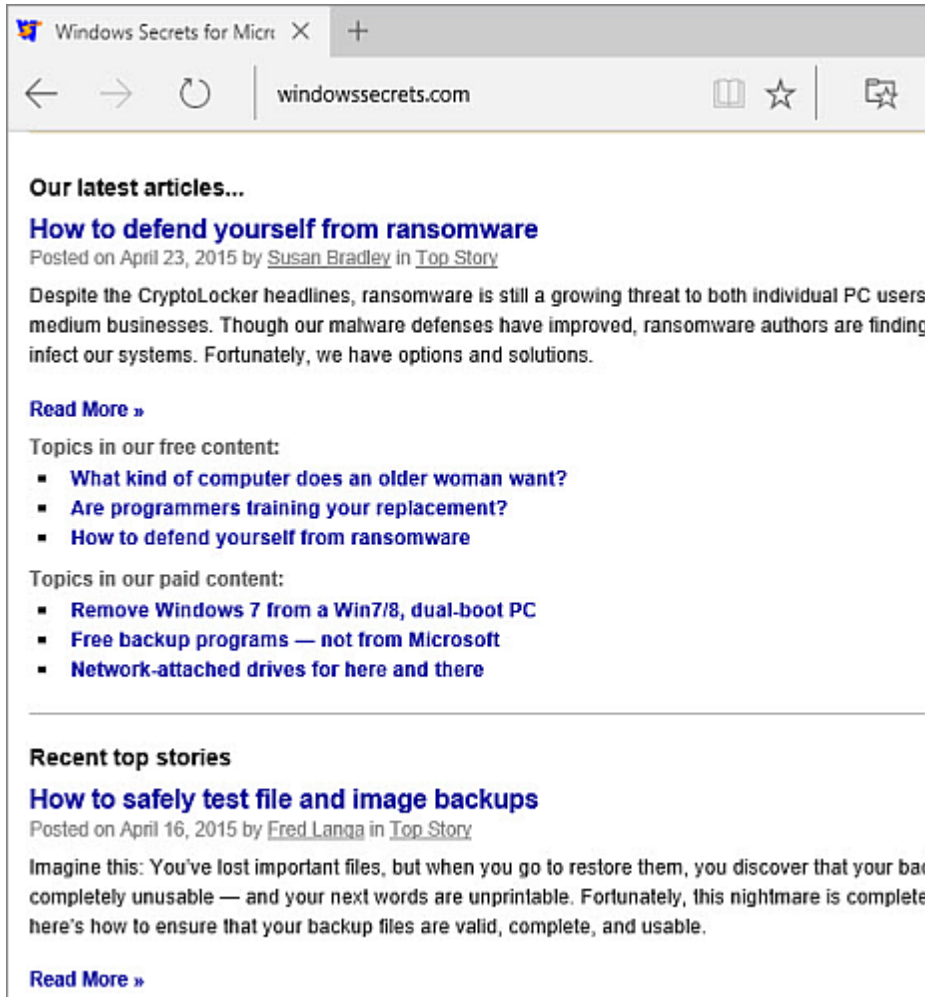 Windows Secrets for Micr
windowssecrets.com
Our latest articles...
How to defend yourself from ransomware
Posted on April 23, 2015 by Susan Bradley in Top Story
Despite the CryptoLocker headlines, ransomware is still a growing threat to both individual PC users
medium businesses. Though our malware defenses have improved, ransomware authors are finding
infect our systems. Fortunately, we have options and solutions.
Read More »
Topics in our free content:
▪ What kind of computer does an older woman want?
▪ Are programmers training your replacement?
▪ How to defend yourself from ransomware
Topics in our paid content:
▪ Remove Windows 7 from a Win7/8, dual-boot PC
▪ Free backup programs — not from Microsoft
▪ Network-attached drives for here and there
Recent top stories
How to safely test file and image backups
Posted on April 16, 2015 by Fred Langa in Top Story
Imagine this: You've lost important files, but when you go to restore them, you discover that your bac
completely unusable — and your next words are unprintable. Fortunately, this nightmare is complete
here's how to ensure that your backup files are valid, complete, and usable.
Read More »